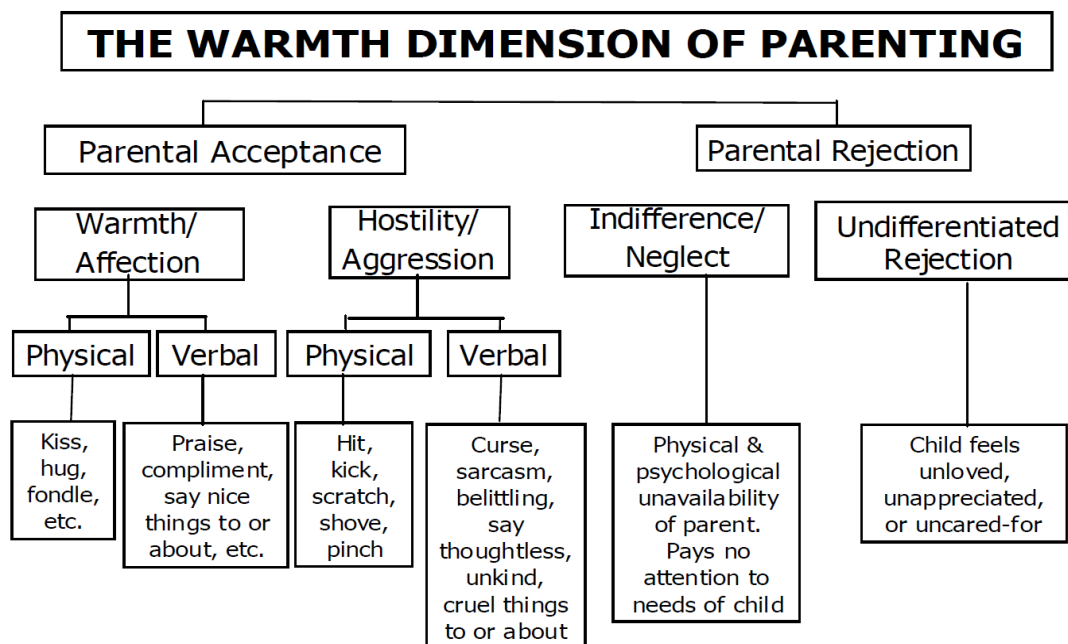 THE WARMTH DIMENSION OF PARENTING
Parental Acceptance
Parental Rejection
Warmth/
Affection
Hostility/
Aggression
Indifference/
Neglect
Undifferentiated
Rejection
Physical
Verbal
Physical
Verbal
Kiss,
hug,
fondle,
etc.
Praise,
compliment,
say nice
things to or
about, etc.
Hit,
kick,
scratch,
shove,
pinch
Curse,
sarcasm,
belittling,
say
thoughtless,
unkind,
cruel things
to or about
Physical &
psychological
unavailability
of parent.
Pays no
attention to
needs of child
Child feels
unloved,
unappreciated,
or uncared-for